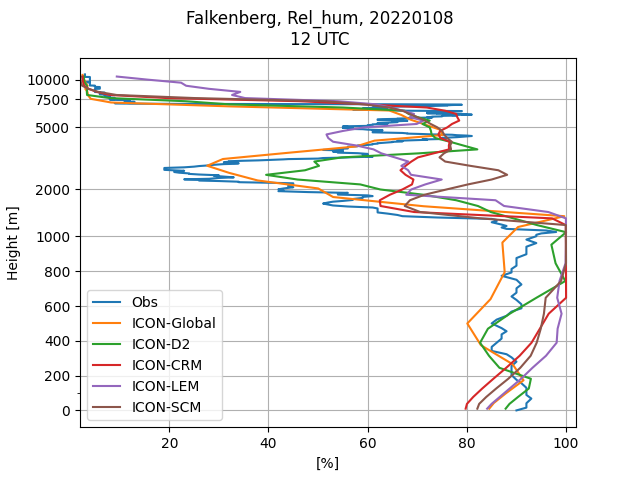 Falkenberg, Rel_hum, 20220108
12 UTC
10000
7500
5000
2000
1000
800
600
400
200
0
Height [m]
Obs
ICON-Global
ICON-D2
ICON-CRM
ICON-LEM
ICON-SCM
20
40
60
80
100
[%]